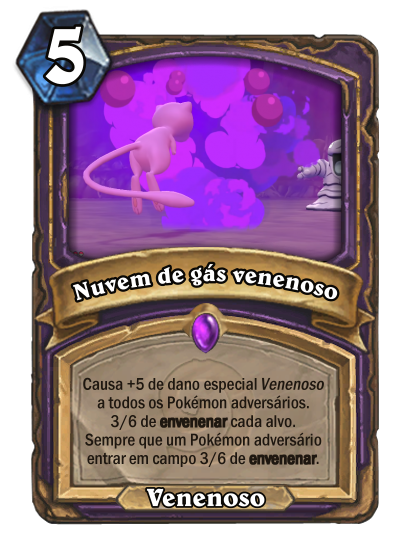 5
Nuvem de gás venenoso
Causa +5 de dano especial Venenoso
a todos os Pokémon adversários.
3/6 de envenenar cada alvo.
Sempre que um Pokémon adversário
entrar em campo 3/6 de envenenar.
Venenoso